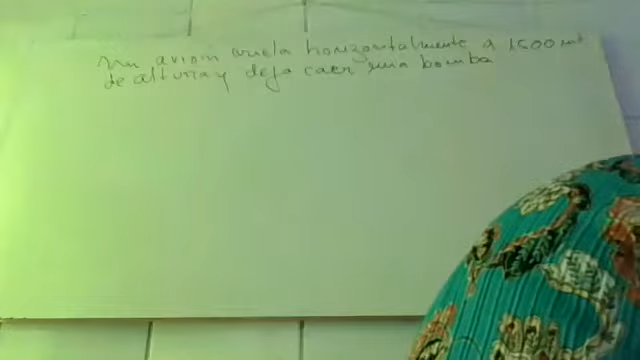 Un avion vuela horizontalmente a 1500 mt
de altura y deja caer una bomba